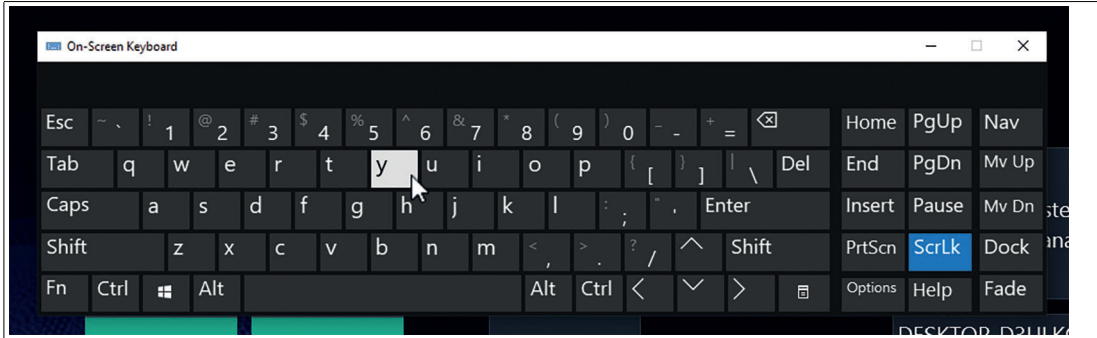 On-Screen Keyboard
Esc ~ ` ! 1 @ 2 # 3 $ 4 % 5 ^ 6 & 7 * 8 ( 9 ) 0 _ - + = Home PgUp Nav
Tab q w e r t y u i o p { [ } ] | \ Del End PgDn Mv Up
Caps a s d f g h j k l : ; " ' Enter Insert Pause Mv Dn
Shift z x c v b n m < , > . ? / Shift PrtScn ScrLk Dock
Fn Ctrl Alt Alt Ctrl Options Help Fade